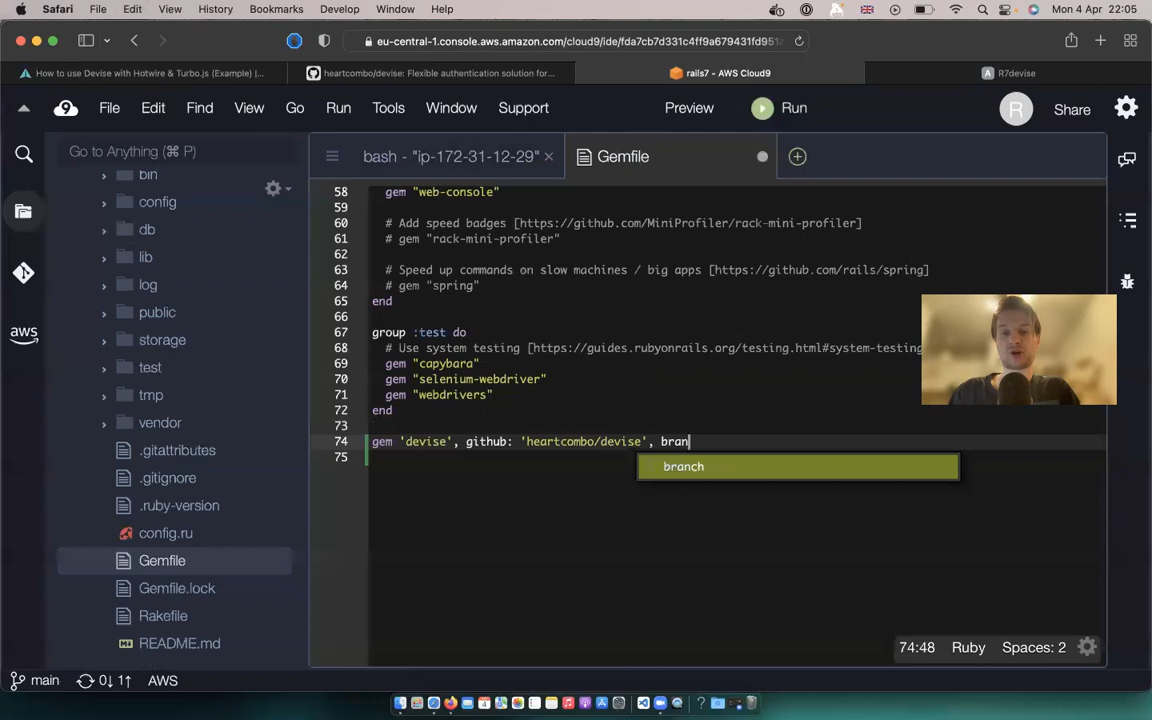 Safari File Edit View History Bookmarks Develop Window Help Mon 4 Apr 22:05
eu-central-1.console.aws.amazon.com/cloud9/ide/fda7cb7d331c4ff9a679431fd951
How to use Devise with Hotwire & Turbo.js (Example) |... heartcombo/devise: Flexible authentication solution for... rails7 - AWS Cloud9 A R7devise
9 File Edit Find View Go Run Tools Window Support Preview Run R Share
Go to Anything (⌘ P)
bash - "ip-172-31-12-29" × Gemfile
bin
config
db
lib
log
public
storage
test
tmp
vendor
.gitattributes
.gitignore
.ruby-version
config.ru
Gemfile
Gemfile.lock
Rakefile
README.md
aws
58 gem "web-console"
59
60 # Add speed badges [https://github.com/MiniProfiler/rack-mini-profiler]
61 # gem "rack-mini-profiler"
62
63 # Speed up commands on slow machines / big apps [https://github.com/rails/spring]
64 # gem "spring"
65 end
66
67 group :test do
68 # Use system testing [https://guides.rubyonrails.org/testing.html#system-testing
69 gem "capybara"
70 gem "selenium-webdriver"
71 gem "webdrivers"
72 end
73
74 gem 'devise', github: 'heartcombo/devise', bran
75
branch
74:48 Ruby Spaces: 2
main 0↓ 1↑ AWS